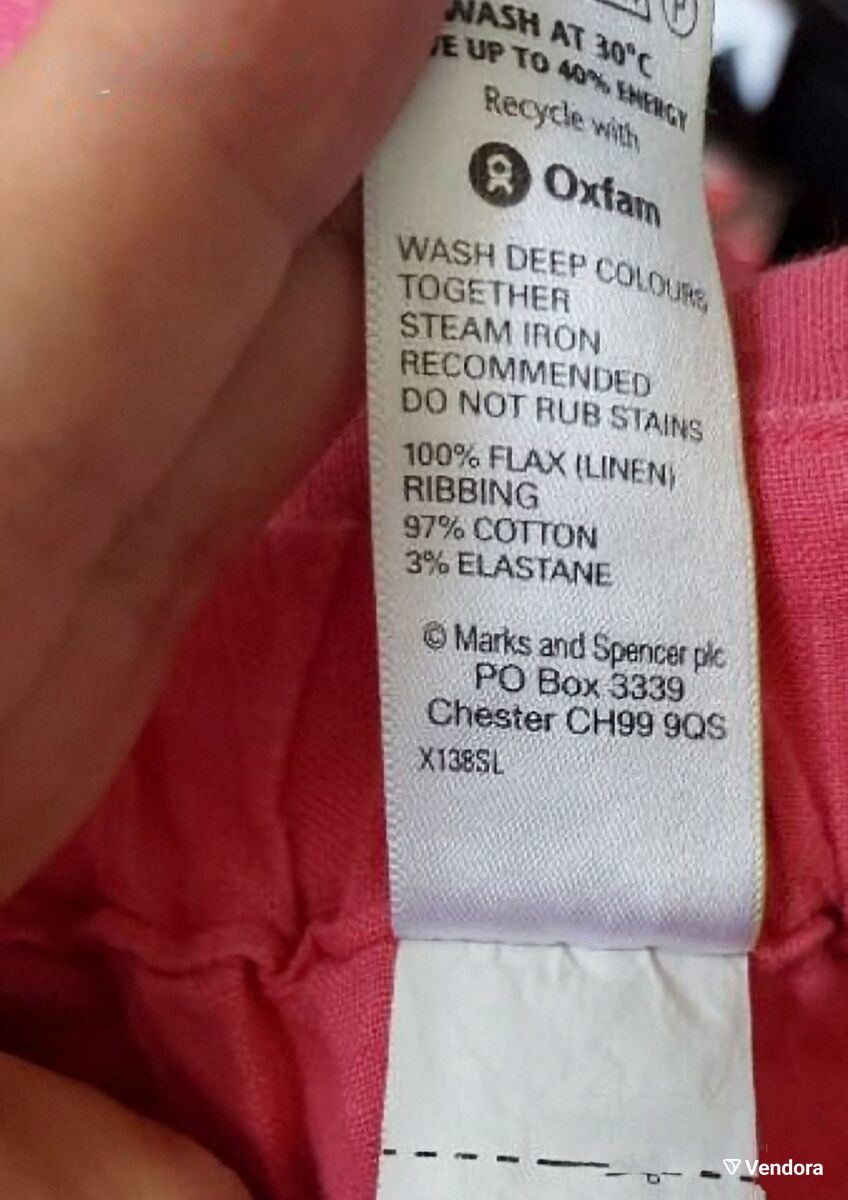 WASH AT 30°C
UP TO 40% ENERGY
Recycle with
Oxfam
WASH DEEP COLOURS
TOGETHER
STEAM IRON
RECOMMENDED
DO NOT RUB STAINS
100% FLAX (LINEN)
RIBBING
97% COTTON
3% ELASTANE
© Marks and Spencer plc
PO Box 3339
Chester CH99 9QS
X138SL
Vendora